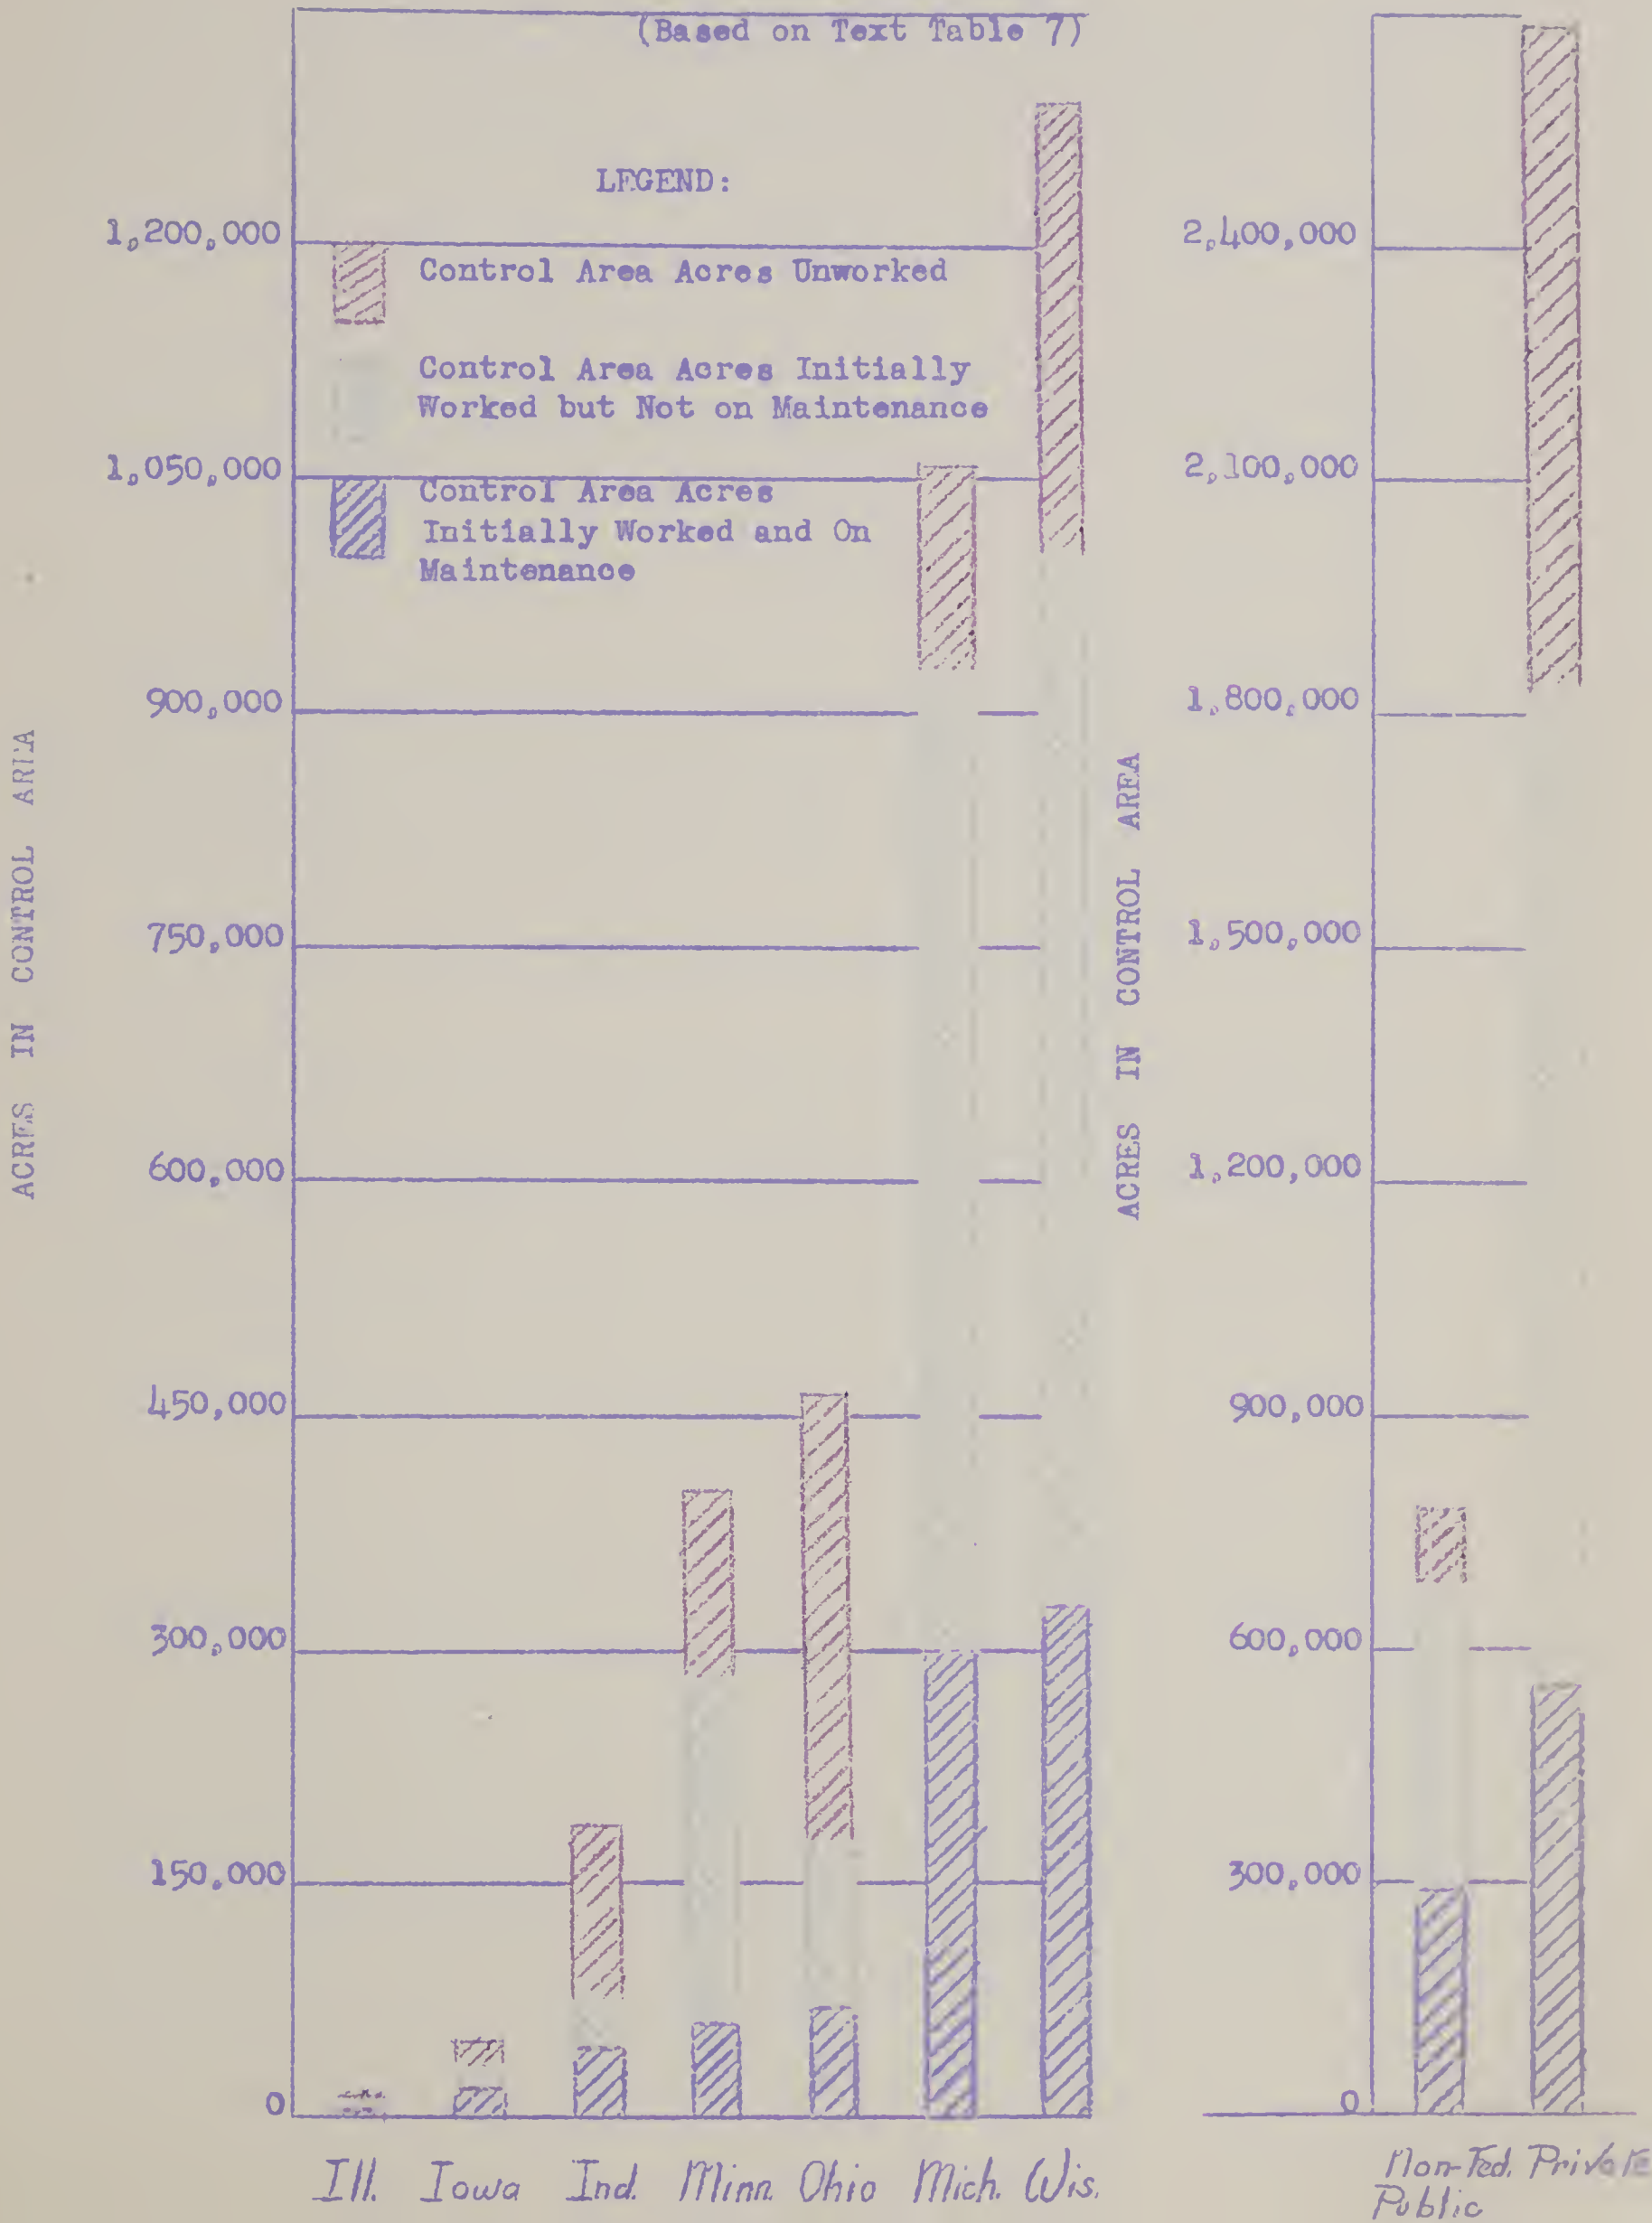 (Based on Text Table 7)
LEGEND:
Control Area Acres Unworked
Control Area Acres Initially
Worked but Not on Maintenance
Control Area Acres
Initially Worked and On
Maintenance
ACRES IN CONTROL AREA
1,200,000
1,050,000
900,000
750,000
600,000
450,000
300,000
150,000
0
Ill.
Iowa
Ind.
Minn.
Ohio
Mich.
Wis.
ACRES IN CONTROL AREA
2,400,000
2,100,000
1,800,000
1,500,000
1,200,000
900,000
600,000
300,000
0
Non-Fed.
Public
Private